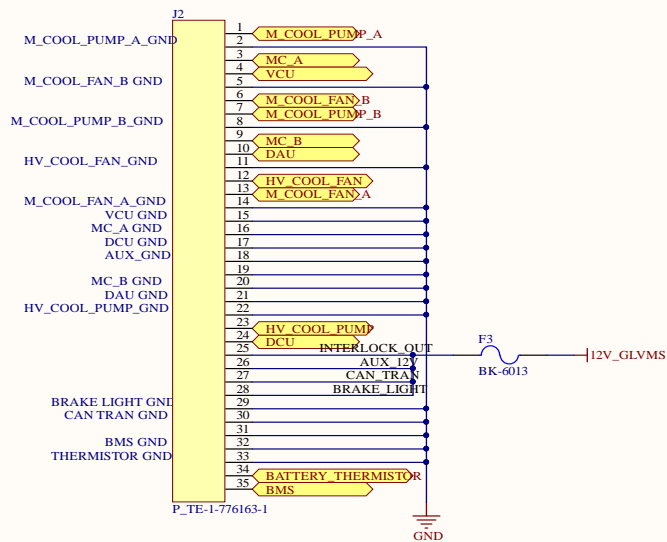 J2
1 M_COOL_PUMP_A
M_COOL_PUMP_A_GND 2
3 MC_A
4 VCU
M_COOL_FAN_B GND 5
6 M_COOL_FAN_B
7 M_COOL_PUMP_B
M_COOL_PUMP_B_GND 8
9 MC_B
10 DAU
HV_COOL_FAN_GND 11
12 HV_COOL_FAN
13 M_COOL_FAN_A
M_COOL_FAN_A_GND 14
VCU GND 15
MC_A GND 16
DCU GND 17
AUX_GND 18
19
MC_B GND 20
DAU GND 21
HV_COOL_PUMP_GND 22
23 HV_COOL_PUMP
24 DCU
25 INTERLOCK_OUT
F3
12V_GLVMS
BK-6013
26 AUX_12V
27 CAN_TRAN
28 BRAKE_LIGHT
BRAKE LIGHT GND 29
CAN TRAN GND 30
31
BMS GND 32
THERMISTOR GND 33
34 BATTERY_THERMISTOR
35 BMS
P_TE-1-776163-1
GND